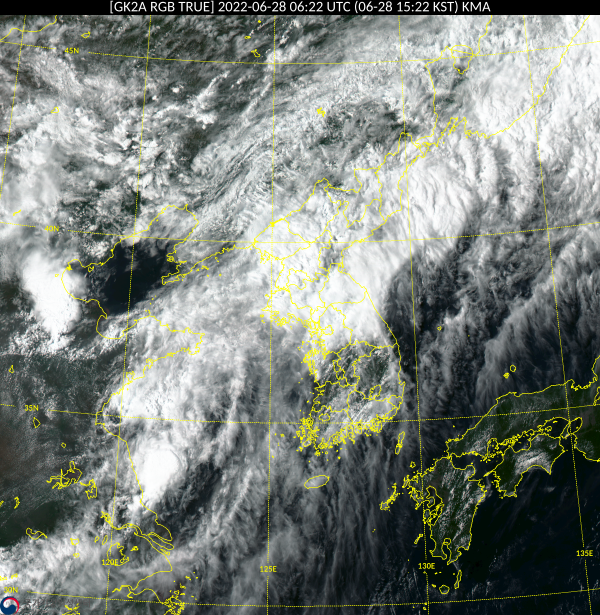 [GK2A RGB TRUE] 2022-06-28 06:22 UTC (06-28 15:22 KST) KMA
45N
40N
35N
135E
130E
120E
125E